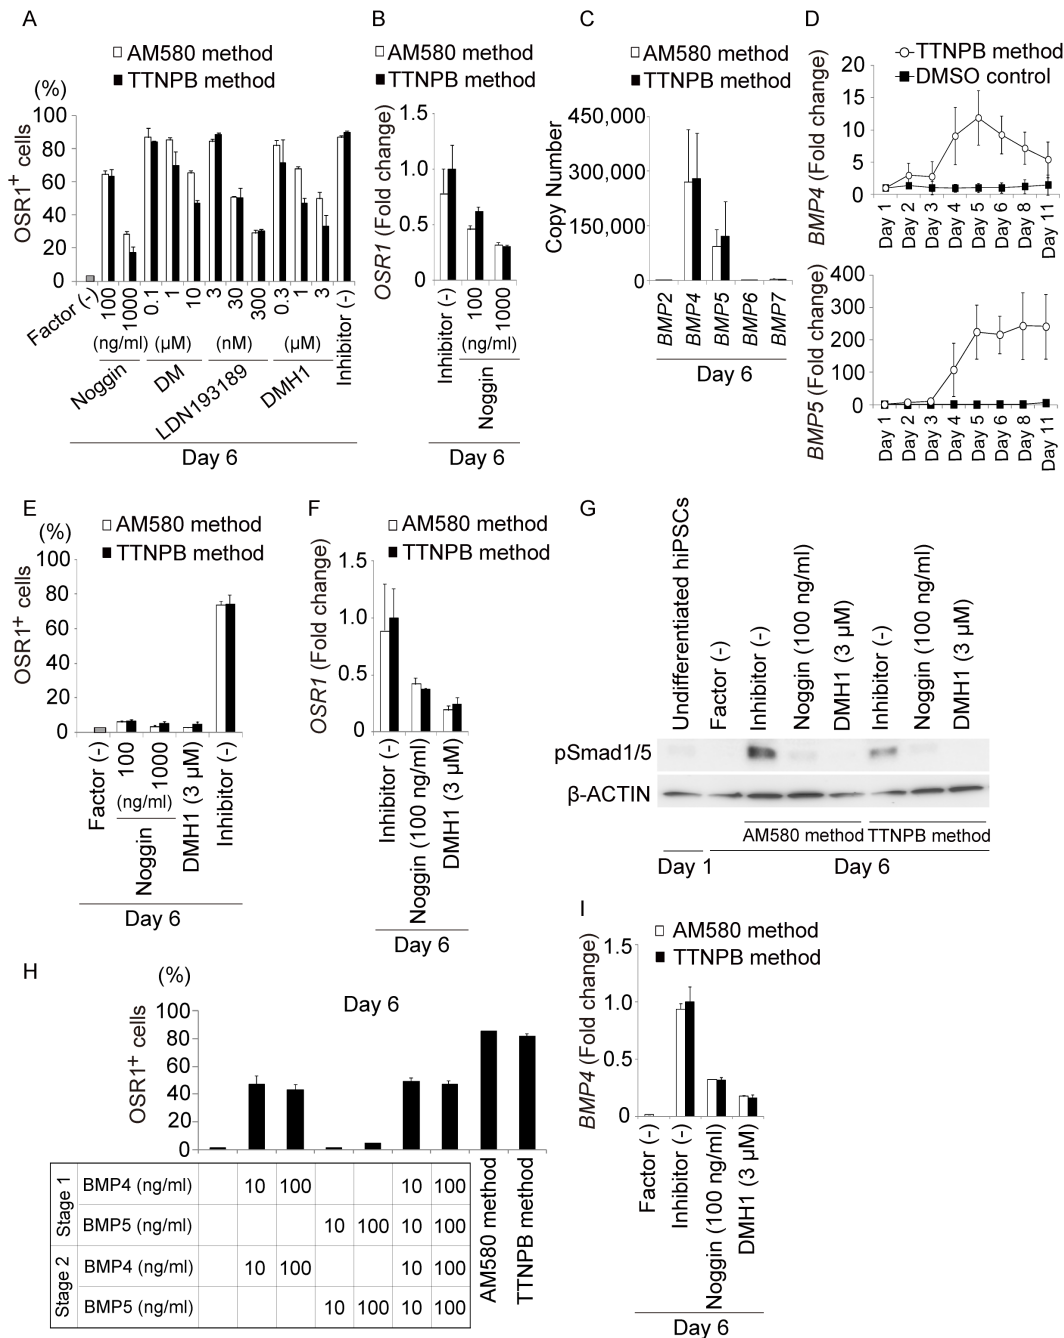 A
AM580 method
TTNPB method
(%)
OSR1+ cells
100
80
60
40
20
0
Factor (-)
100
1000
0.1
1
10
3
30
300
0.3
1
3
Inhibitor (-)
(ng/ml)
(µM)
(nM)
(µM)
Noggin
DM
LDN193189
DMH1
Day 6
B
AM580 method
TTNPB method
OSR1 (Fold change)
1.5
1.0
0.5
0
Inhibitor (-)
100
1000
(ng/ml)
Noggin
Day 6
C
AM580 method
TTNPB method
Copy Number
450,000
300,000
150,000
0
BMP2
BMP4
BMP5
BMP6
BMP7
Day 6
D
TTNPB method
DMSO control
BMP4 (Fold change)
20
15
10
5
0
Day 1
Day 2
Day 3
Day 4
Day 5
Day 6
Day 8
Day 11
BMP5 (Fold change)
400
300
200
100
0
Day 1
Day 2
Day 3
Day 4
Day 5
Day 6
Day 8
Day 11
E
AM580 method
TTNPB method
(%)
OSR1+ cells
100
80
60
40
20
0
Factor (-)
100
1000
(ng/ml)
Noggin
DMH1 (3 µM)
Inhibitor (-)
Day 6
F
AM580 method
TTNPB method
OSR1 (Fold change)
1.5
1.0
0.5
0
Inhibitor (-)
Noggin (100 ng/ml)
DMH1 (3 µM)
Day 6
G
Undifferentiated hiPSCs
Factor (-)
Inhibitor (-)
Noggin (100 ng/ml)
DMH1 (3 µM)
Inhibitor (-)
Noggin (100 ng/ml)
DMH1 (3 µM)
pSmad1/5
β-ACTIN
AM580 method
TTNPB method
Day 1
Day 6
H
(%)
Day 6
OSR1+ cells
100
80
60
40
20
0
AM580 method
TTNPB method
Stage 1
BMP4 (ng/ml) 10 100 10 100
BMP5 (ng/ml) 10 100 10 100
Stage 2
BMP4 (ng/ml) 10 100 10 100
BMP5 (ng/ml) 10 100 10 100
I
AM580 method
TTNPB method
BMP4 (Fold change)
1.5
1.0
0.5
0
Factor (-)
Inhibitor (-)
Noggin (100 ng/ml)
DMH1 (3 µM)
Day 6